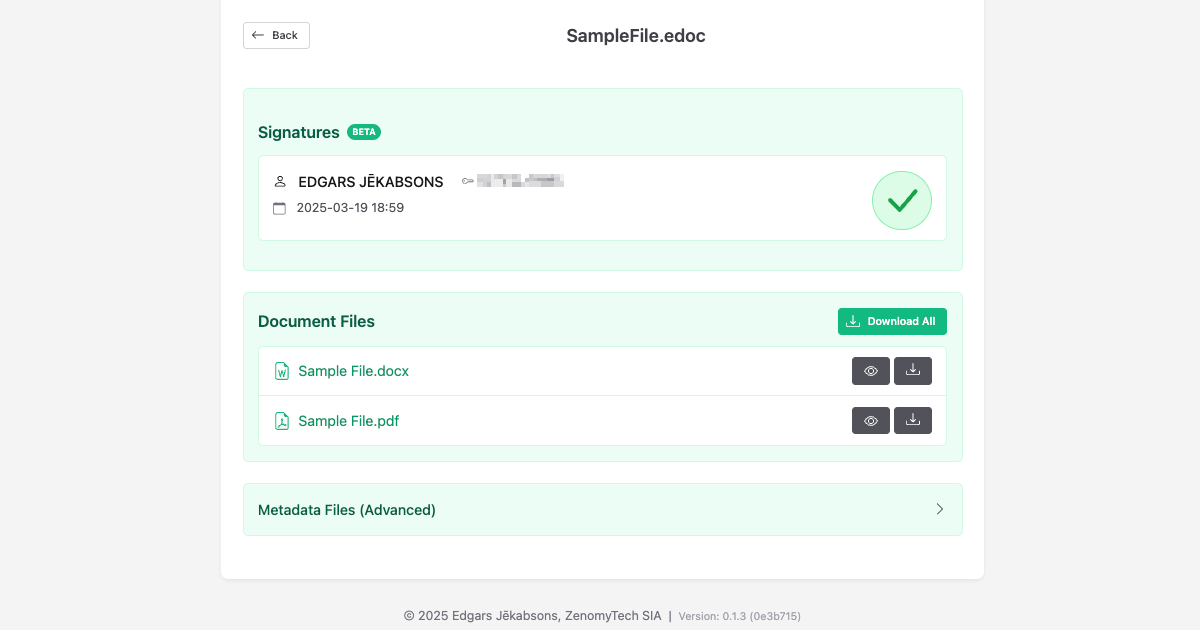 Back
SampleFile.edoc
Signatures BETA
EDGARS JĒKABSONS
2025-03-19 18:59
Document Files
Download All
Sample File.docx
Sample File.pdf
Metadata Files (Advanced)
© 2025 Edgars Jēkabsons, ZenomyTech SIA | Version: 0.1.3 (0e3b715)